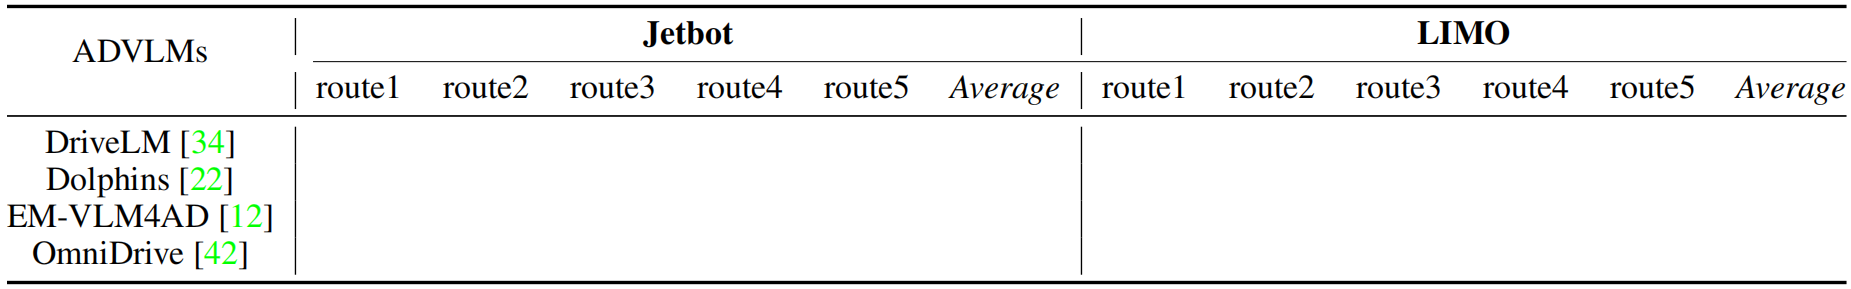 ADVLMs Jetbot LIMO
route1 route2 route3 route4 route5 Average route1 route2 route3 route4 route5 Average
DriveLM [34]
Dolphins [22]
EM-VLM4AD [12]
OmniDrive [42]